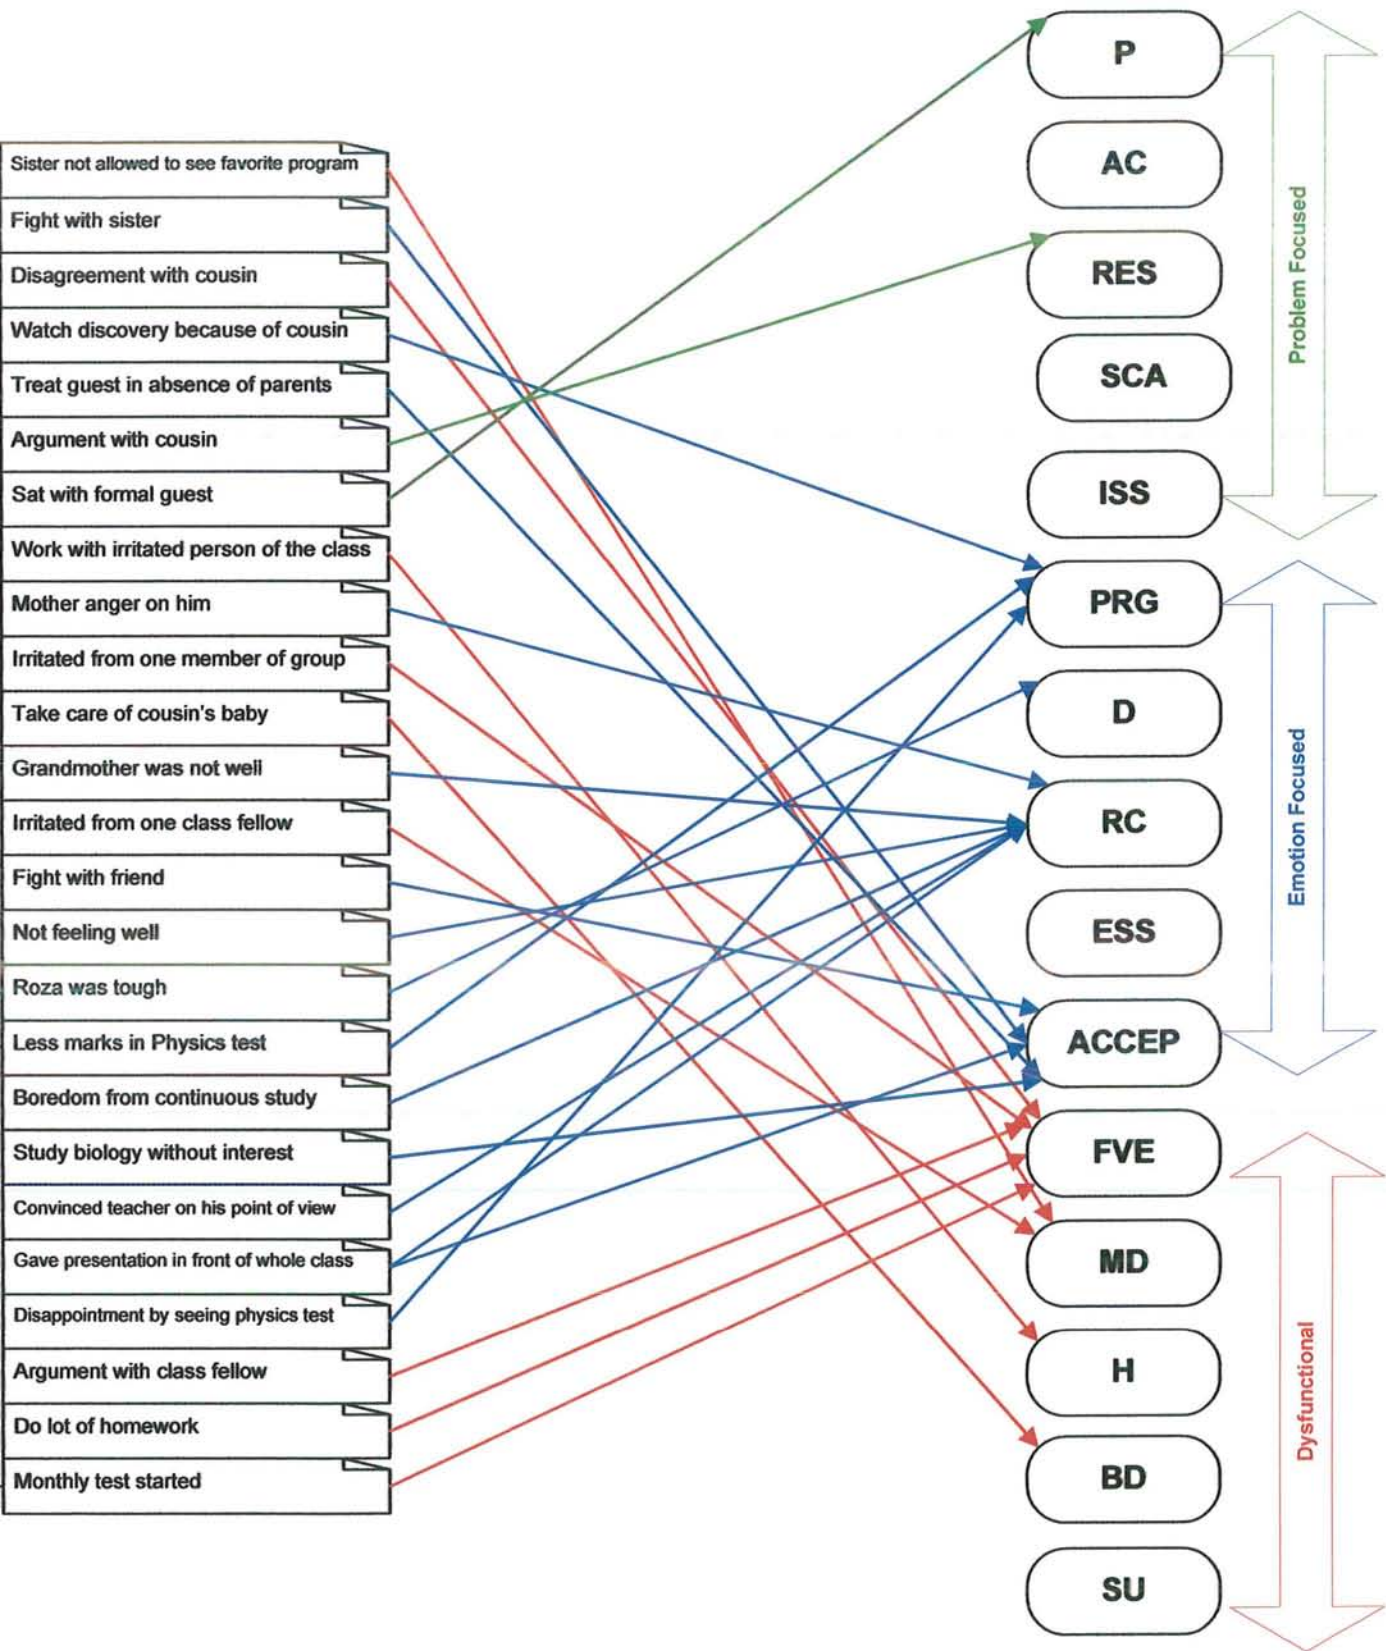 Sister not allowed to see favorite program
Fight with sister
Disagreement with cousin
Watch discovery because of cousin
Treat guest in absence of parents
Argument with cousin
Sat with formal guest
Work with irritated person of the class
Mother anger on him
Irritated from one member of group
Take care of cousin's baby
Grandmother was not well
Irritated from one class fellow
Fight with friend
Not feeling well
Roza was tough
Less marks in Physics test
Boredom from continuous study
Study biology without interest
Convinced teacher on his point of view
Gave presentation in front of whole class
Disappointment by seeing physics test
Argument with class fellow
Do lot of homework
Monthly test started
P
AC
RES
SCA
ISS
PRG
D
RC
ESS
ACCEP
FVE
MD
H
BD
SU
Problem Focused
Emotion Focused
Dysfunctional